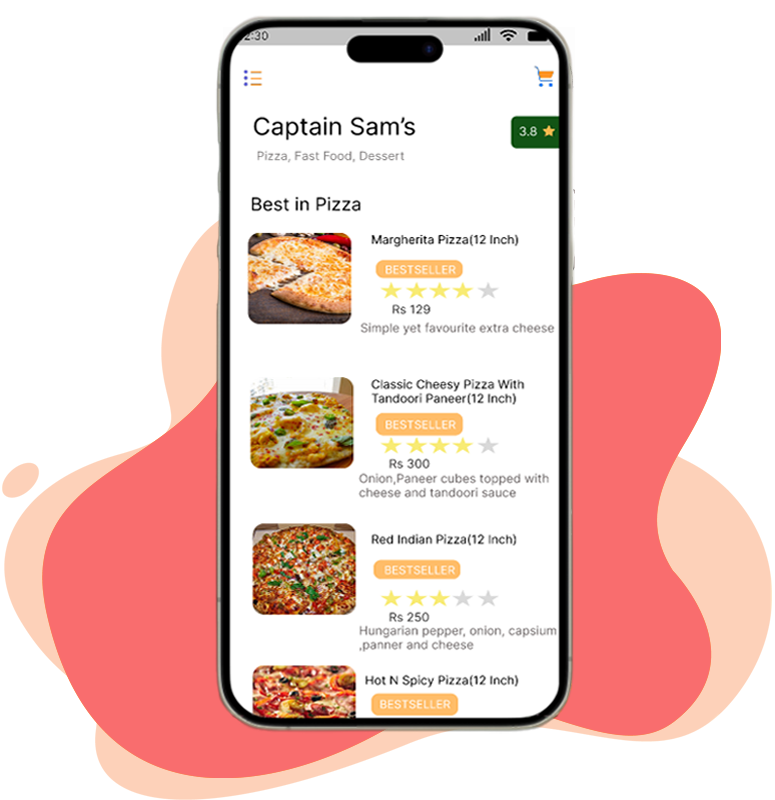 2:30
Captain Sam's
3.8
Pizza, Fast Food, Dessert
Best in Pizza
Margherita Pizza(12 Inch)
BESTSELLER
Rs 129
Simple yet favourite extra cheese
Classic Cheesy Pizza With
Tandoori Paneer(12 Inch)
BESTSELLER
Rs 300
Onion,Paneer cubes topped with
cheese and tandoori sauce
Red Indian Pizza(12 Inch)
BESTSELLER
Rs 250
Hungarian pepper, onion, capsium
,panner and cheese
Hot N Spicy Pizza(12 Inch)
BESTSELLER